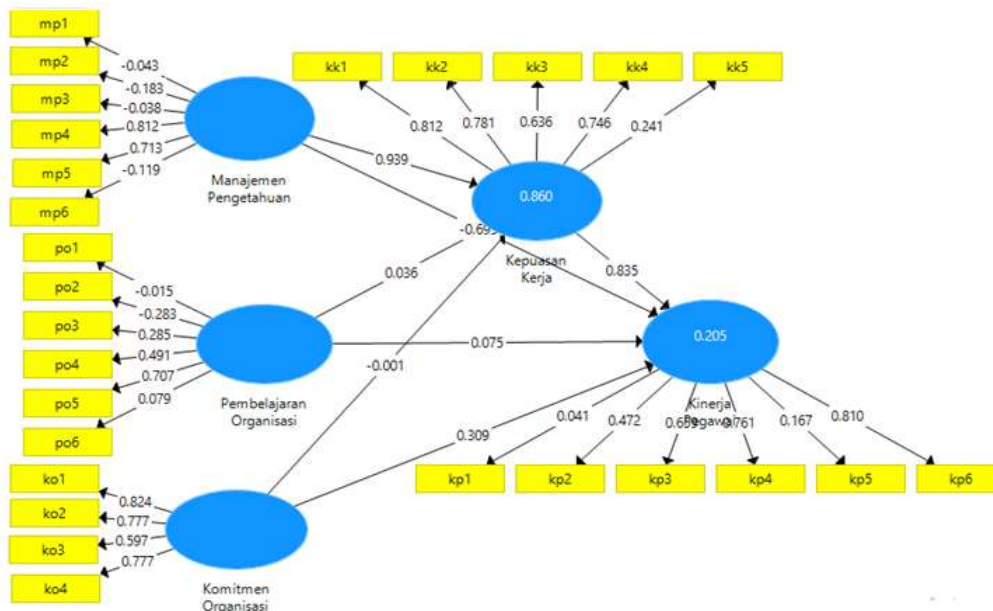 mp1
mp2
mp3
mp4
mp5
mp6
-0.043
-0.183
-0.038
0.812
0.713
-0.119
Manajemen
Pengetahuan
kk1
kk2
kk3
kk4
kk5
0.812
0.781
0.636
0.746
0.241
0.939
0.860
Kepuasan
Kerja
0.036
0.835
po1
po2
po3
po4
po5
po6
-0.015
-0.283
0.285
0.491
0.707
0.079
Pembelajaran
Organisasi
0.075
-0.001
0.205
Kinerja
ko1
ko2
ko3
ko4
0.824
0.777
0.597
0.777
Komitmen
Organisasi
0.309
0.041
0.472
0.167
0.810
kp1
kp2
kp3
kp4
kp5
kp6